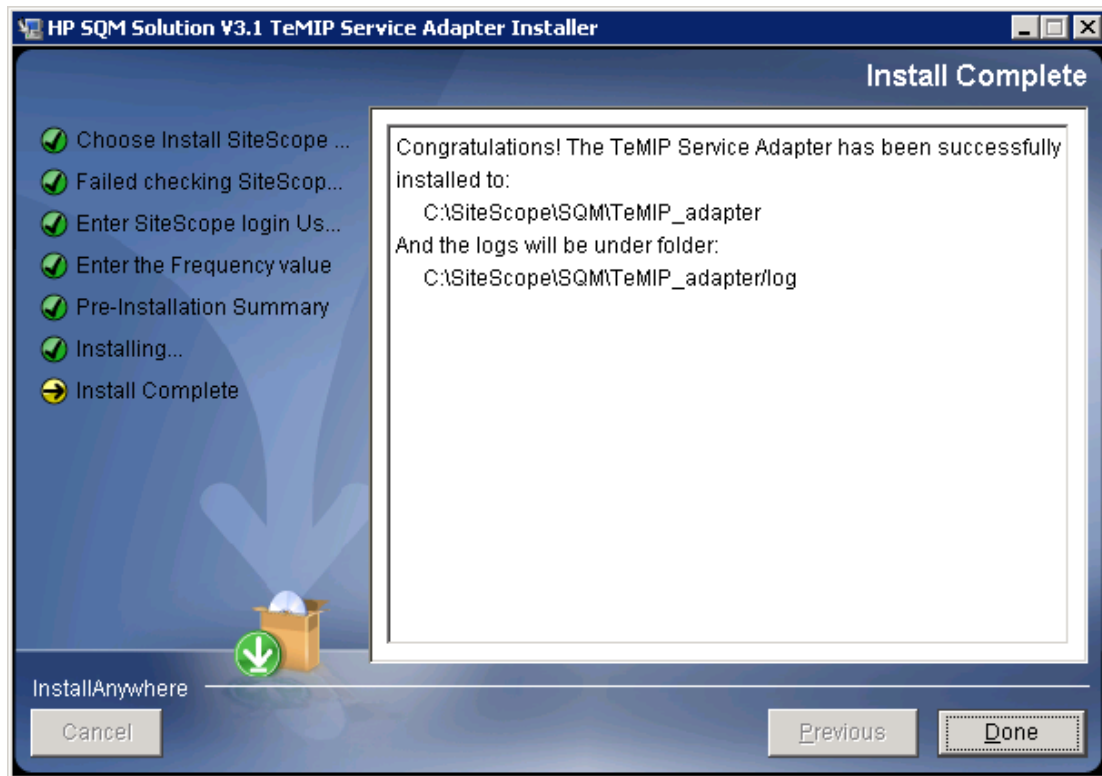 HP SQM Solution V3.1 TeMIP Service Adapter Installer
Install Complete
Choose Install SiteScope ...
Failed checking SiteScop...
Enter SiteScope login Us...
Enter the Frequency value
Pre-Installation Summary
Installing...
Install Complete
Congratulations! The TeMIP Service Adapter has been successfully
installed to:
C:\SiteScope\SQM\TeMIP_adapter
And the logs will be under folder:
C:\SiteScope\SQM\TeMIP_adapter/log
InstallAnywhere
Cancel
Previous
Done